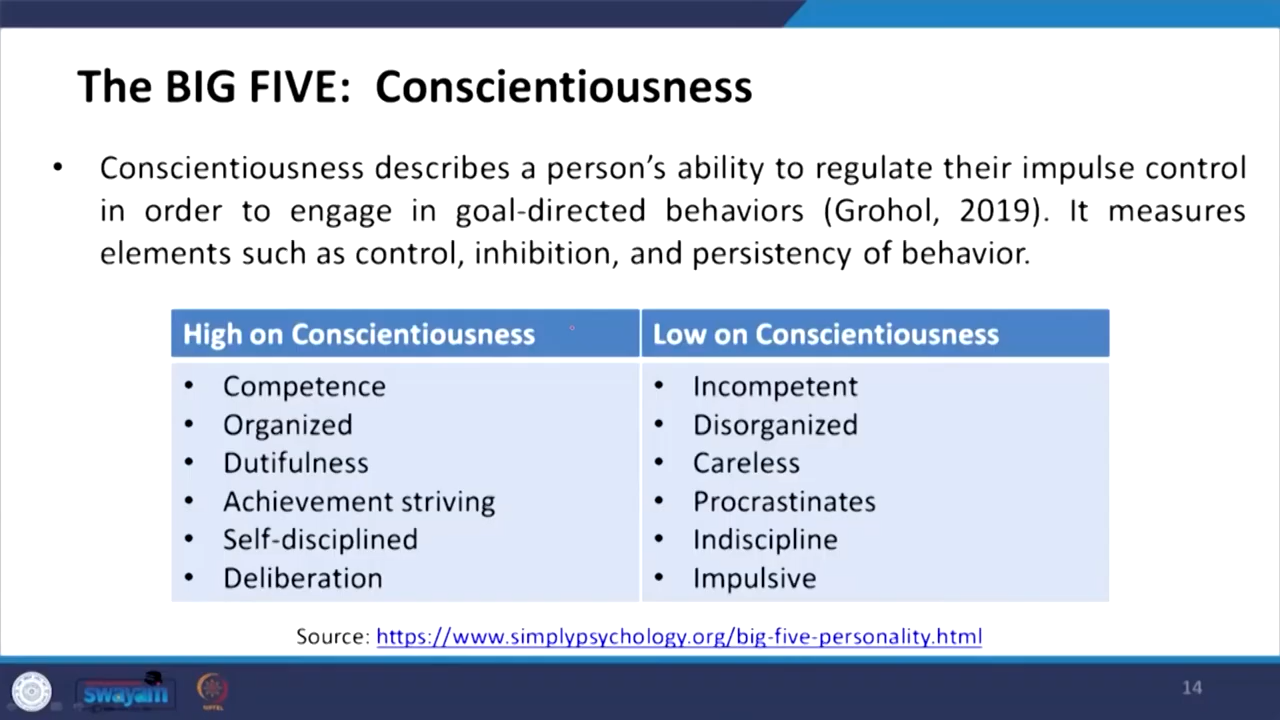 The BIG FIVE: Conscientiousness
• Conscientiousness describes a person's ability to regulate their impulse control
in order to engage in goal-directed behaviors (Grohol, 2019). It measures
elements such as control, inhibition, and persistency of behavior.
High on Conscientiousness
• Competence
• Organized
• Dutifulness
• Achievement striving
• Self-disciplined
• Deliberation
Low on Conscientiousness
• Incompetent
• Disorganized
• Careless
• Procrastinates
• Indiscipline
• Impulsive
Source: https://www.simplypsychology.org/big-five-personality.html
swayam
NPTEL
14